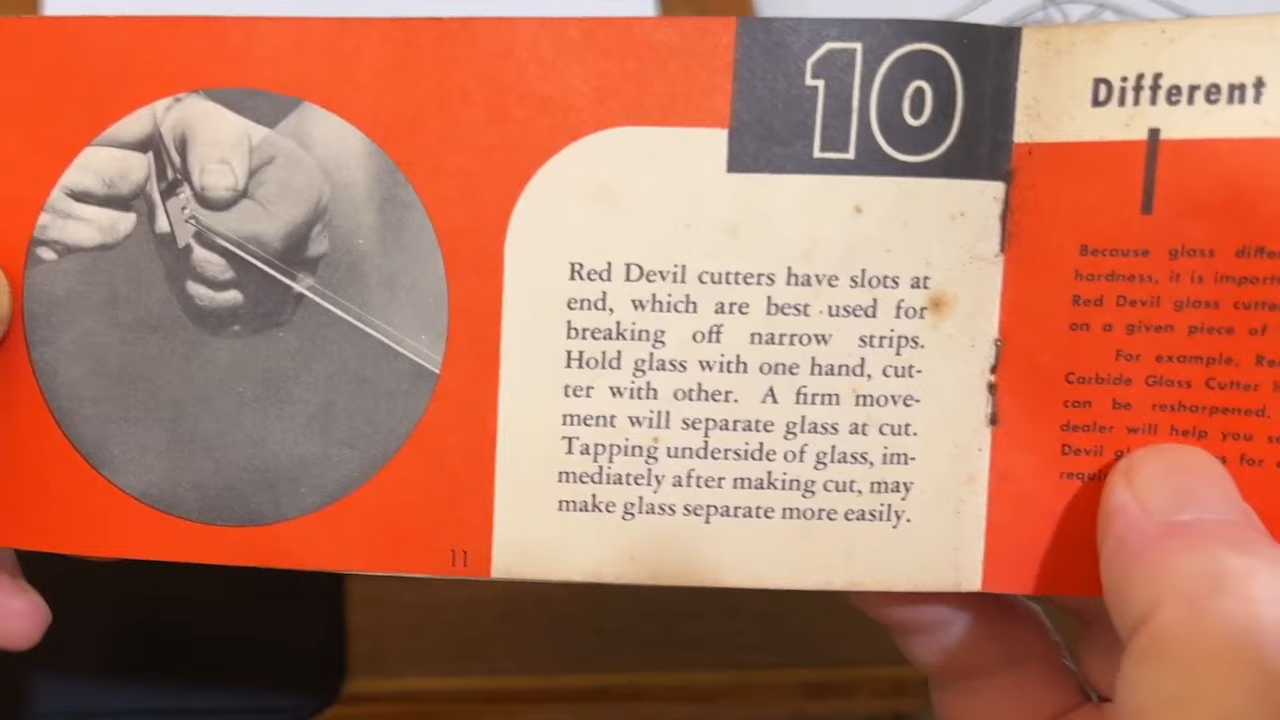 10
Red Devil cutters have slots at
end, which are best used for
breaking off narrow strips.
Hold glass with one hand, cut-
ter with other. A firm move-
ment will separate glass at cut.
Tapping underside of glass, im-
mediately after making cut, may
make glass separate more easily.
11
Different
Because glass
hardness, it is
Red Devil glass
on a given piece of
For example,
Carbide Glass Cutter
can be resharpened.
dealer will help you
Devil
for